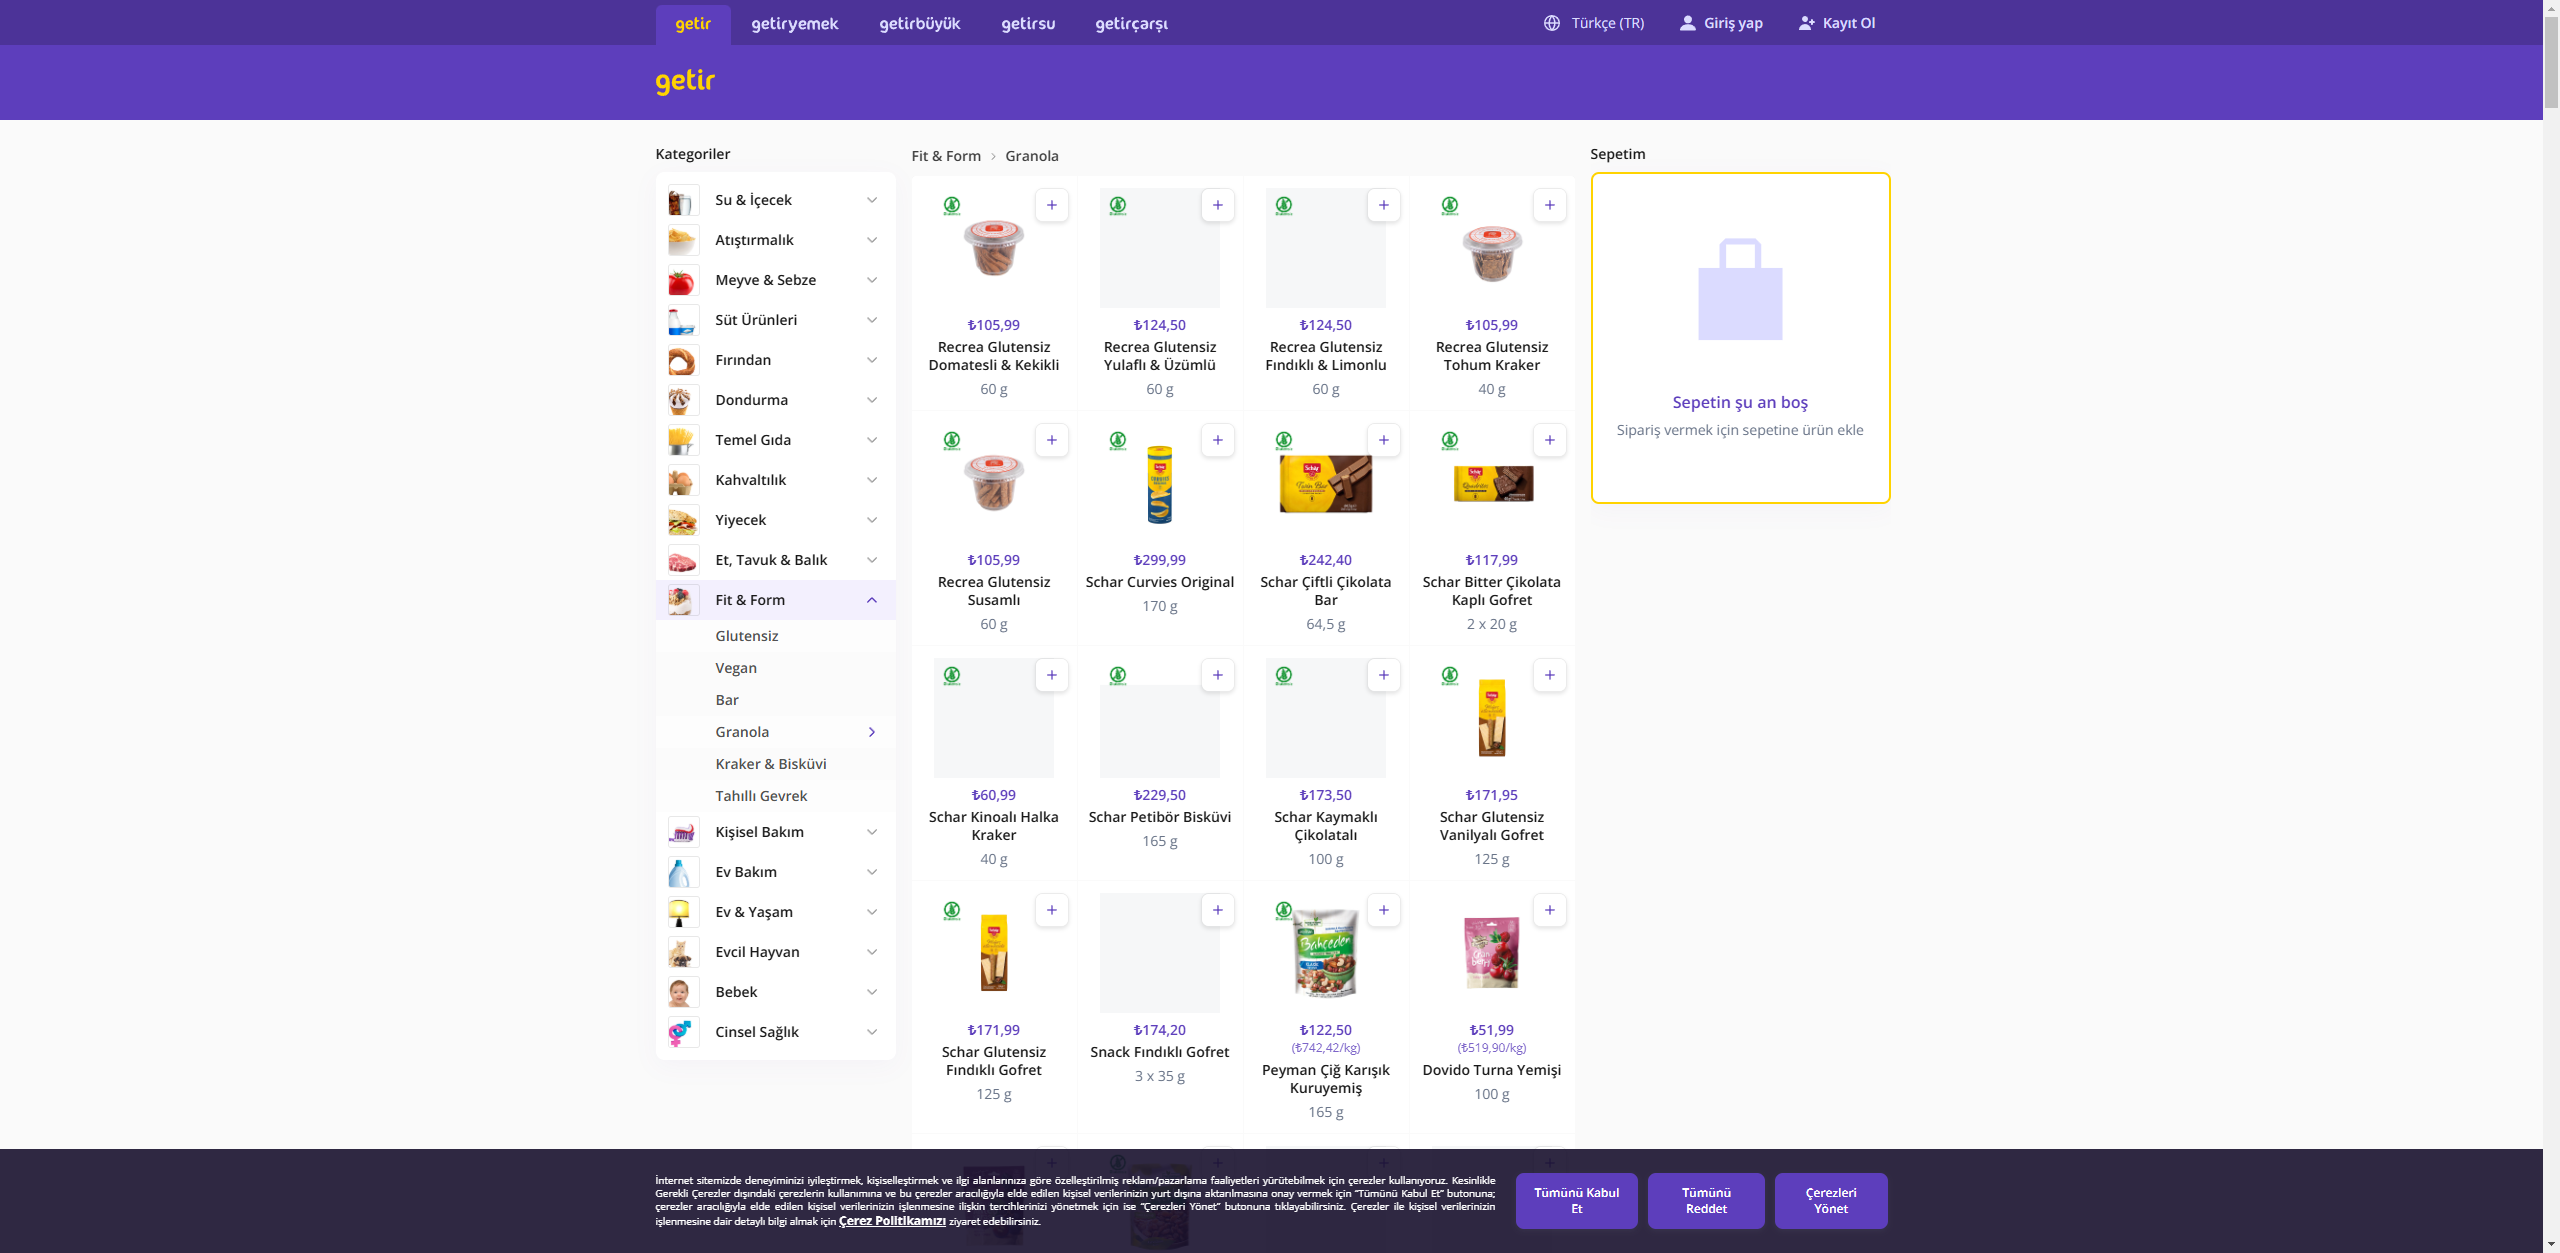 getir
getiryemek
getirbüyük
getirsu
getirçarşı
Türkçe (TR)
Giriş yap
Kayıt Ol
getir
Kategoriler
Su & İçecek
Atıştırmalık
Meyve & Sebze
Süt Ürünleri
Fırından
Dondurma
Temel Gıda
Kahvaltılık
Yiyecek
Et, Tavuk & Balık
Fit & Form
Glutensiz
Vegan
Bar
Granola
Kraker & Bisküvi
Tahıllı Gevrek
Kişisel Bakım
Ev Bakım
Ev & Yaşam
Evcil Hayvan
Bebek
Cinsel Sağlık
Fit & Form > Granola
₺105,99
Recrea Glutensiz
Domatesli & Kekikli
60 g
₺124,50
Recrea Glutensiz
Yulaflı & Üzümlü
60 g
₺124,50
Recrea Glutensiz
Fındıklı & Limonlu
60 g
₺105,99
Recrea Glutensiz
Tohum Kraker
40 g
₺105,99
Recrea Glutensiz
Susamlı
60 g
₺299,99
Schar Curvies Original
170 g
₺242,40
Schar Çiftli Çikolata
Bar
64,5 g
₺117,99
Schar Bitter Çikolata
Kaplı Gofret
2 x 20 g
₺60,99
Schar Kinoalı Halka
Kraker
40 g
₺229,50
Schar Petibör Bisküvi
165 g
₺173,50
Schar Kaymaklı
Çikolatalı
100 g
₺171,95
Schar Glutensiz
Vanilyalı Gofret
125 g
₺171,99
Schar Glutensiz
Fındıklı Gofret
125 g
₺174,20
Snack Fındıklı Gofret
3 x 35 g
Bahçeden
₺122,50
(₺742,42/kg)
Peyman Çiğ Karışık
Kuruyemiş
165 g
₺51,99
(₺519,90/kg)
Dovido Turna Yemişi
100 g
Sepetim
Sepetin şu an boş
Sipariş vermek için sepetine ürün ekle
İnternet sitemizde deneyiminizi iyileştirmek, kişiselleştirmek ve ilgi alanlarınıza göre özelleştirilmiş reklam/pazarlama faaliyetleri yürütebilmek için çerezler kullanıyoruz. Kesinlikle
Gerekli Çerezler dışındaki çerezlerin kullanımına ve bu çerezler aracılığıyla elde edilen kişisel verilerinizin yurt dışına aktarılmasına onay vermek için "Tümünü Kabul Et" butonuna;
çerezler aracılığıyla elde edilen kişisel verilerinizin işlenmesine ilişkin tercihlerinizi yönetmek için ise "Çerezleri Yönet" butonuna tıklayabilirsiniz. Çerezler ile kişisel verilerinizin
işlenmesine dair detaylı bilgi almak için Çerez Politikamızı ziyaret edebilirsiniz.
Tümünü Kabul
Et
Tümünü
Reddet
Çerezleri
Yönet